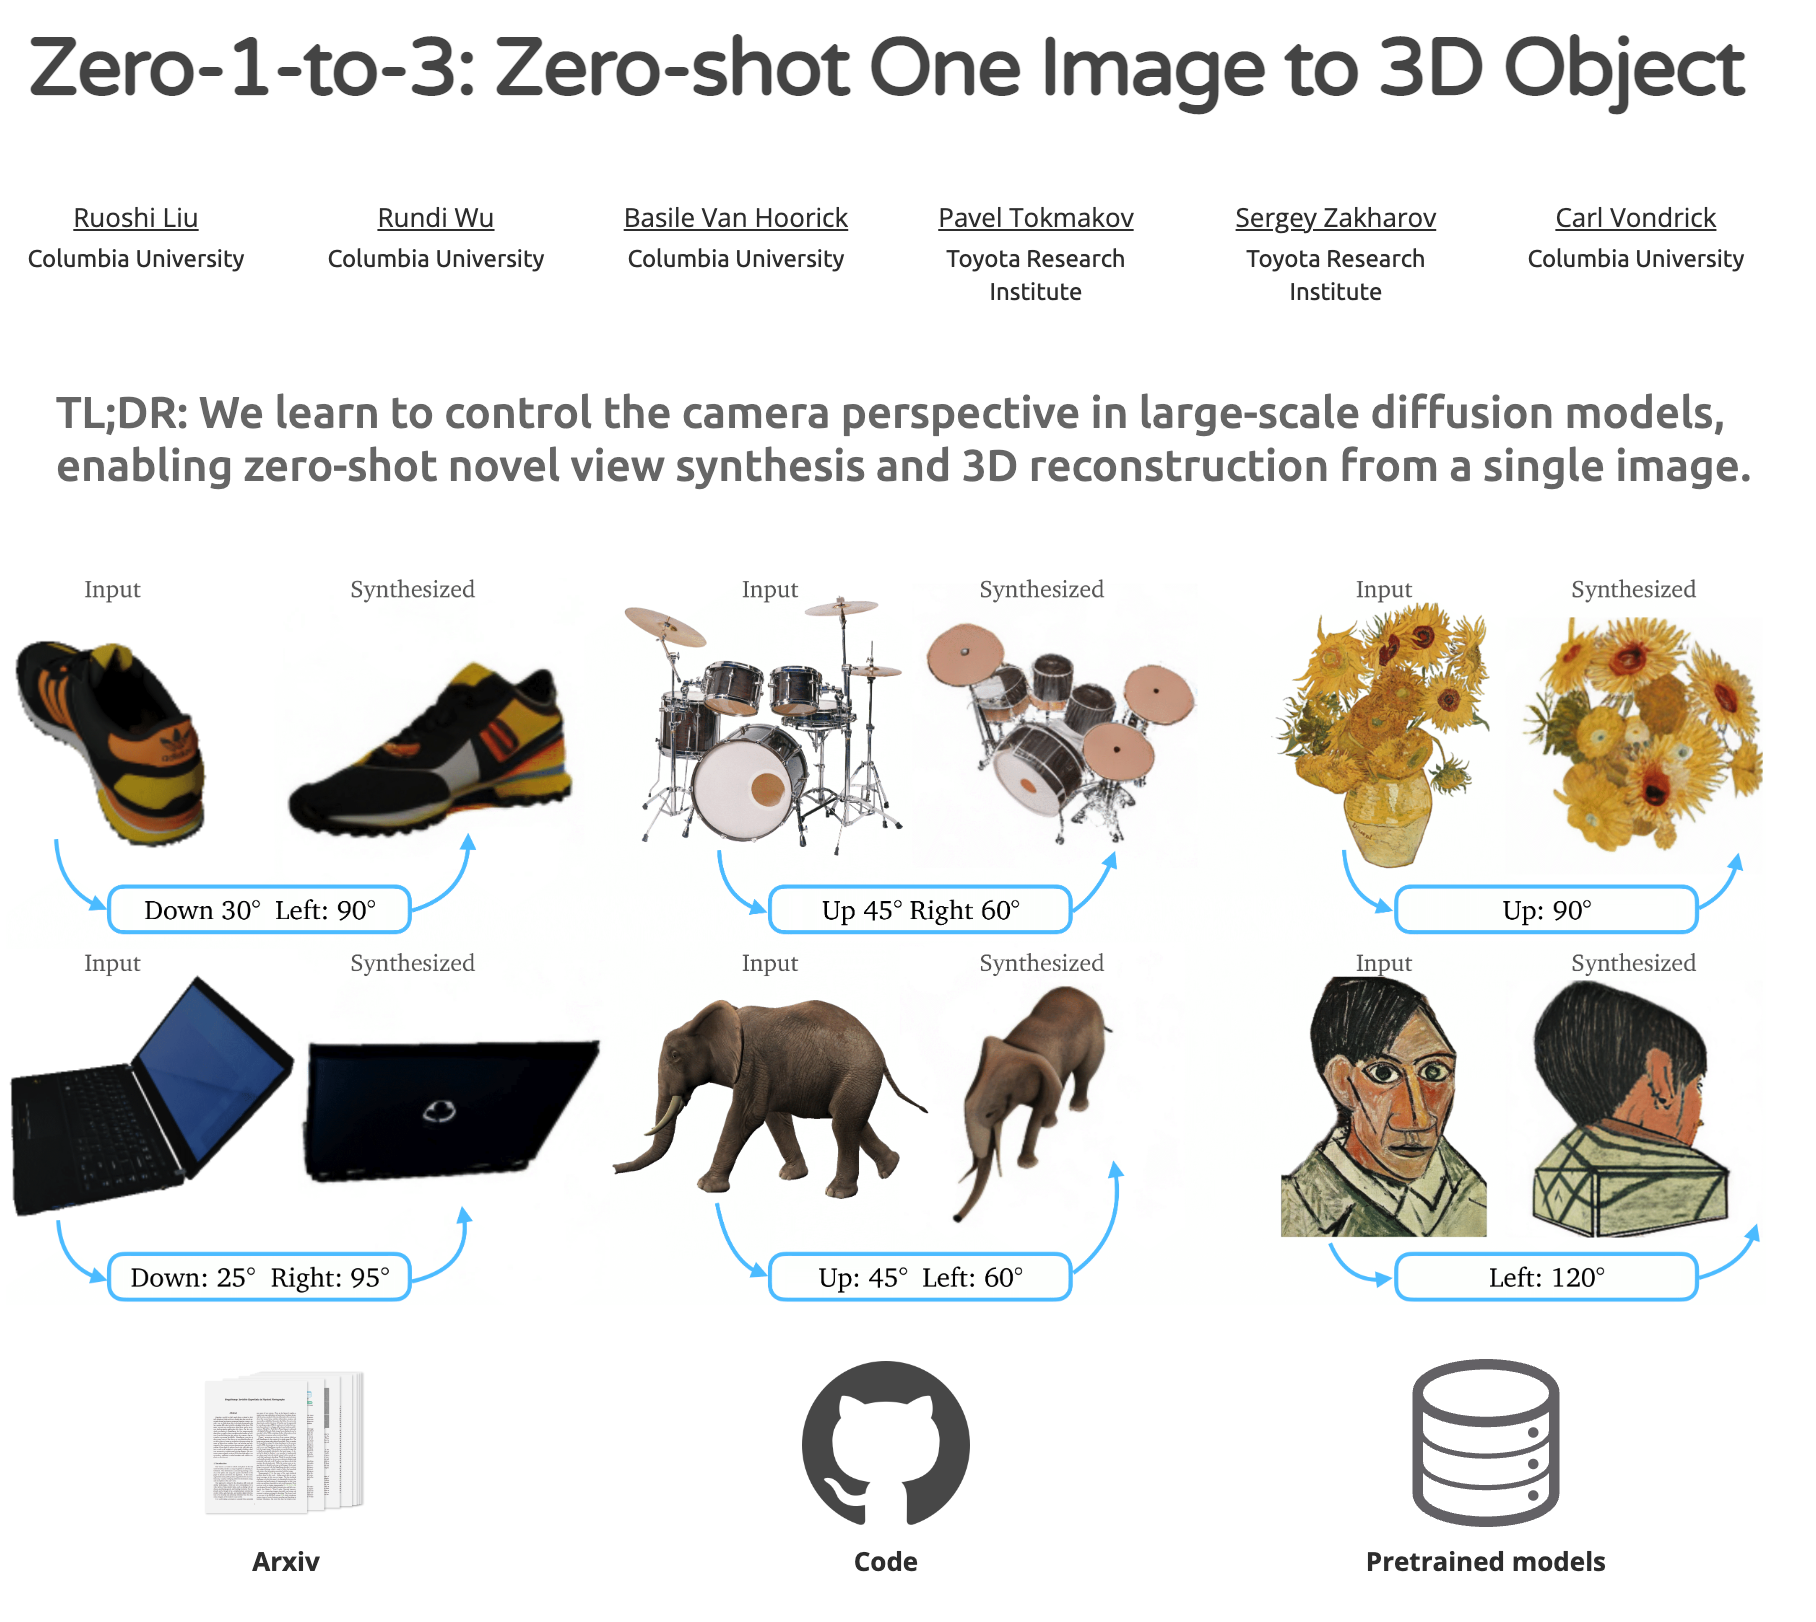 Zero-1-to-3: Zero-shot One Image to 3D Object
Ruoshi Liu
Columbia University
Rundi Wu
Columbia University
Basile Van Hoorick
Columbia University
Pavel Tokmakov
Toyota Research
Institute
Sergey Zakharov
Toyota Research
Institute
Carl Vondrick
Columbia University
TL;DR: We learn to control the camera perspective in large-scale diffusion models,
enabling zero-shot novel view synthesis and 3D reconstruction from a single image.
Input
Synthesized
Input
Synthesized
Input
Synthesized
Down 30° Left: 90°
Up 45° Right 60°
Up: 90°
Input
Synthesized
Input
Synthesized
Input
Synthesized
Down: 25° Right: 95°
Up: 45° Left: 60°
Left: 120°
Arxiv
Code
Pretrained models